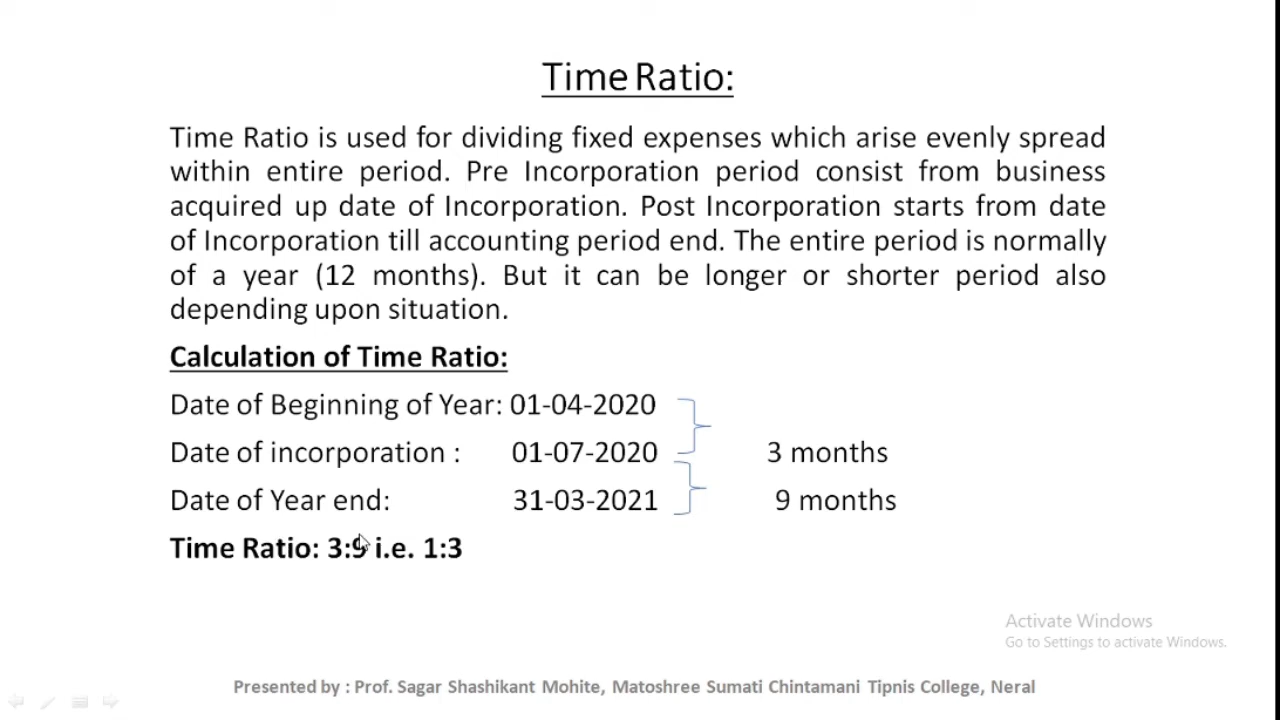 Time Ratio:
Time Ratio is used for dividing fixed expenses which arise evenly spread
within entire period. Pre Incorporation period consist from business
acquired up date of Incorporation. Post Incorporation starts from date
of Incorporation till accounting period end. The entire period is normally
of a year (12 months). But it can be longer or shorter period also
depending upon situation.
Calculation of Time Ratio:
Date of Beginning of Year: 01-04-2020
Date of incorporation : 01-07-2020 3 months
Date of Year end: 31-03-2021 9 months
Time Ratio: 3:9 i.e. 1:3
Activate Windows
Go to Settings to activate Windows.
Presented by : Prof. Sagar Shashikant Mohite, Matoshree Sumati Chintamani Tipnis College, Neral